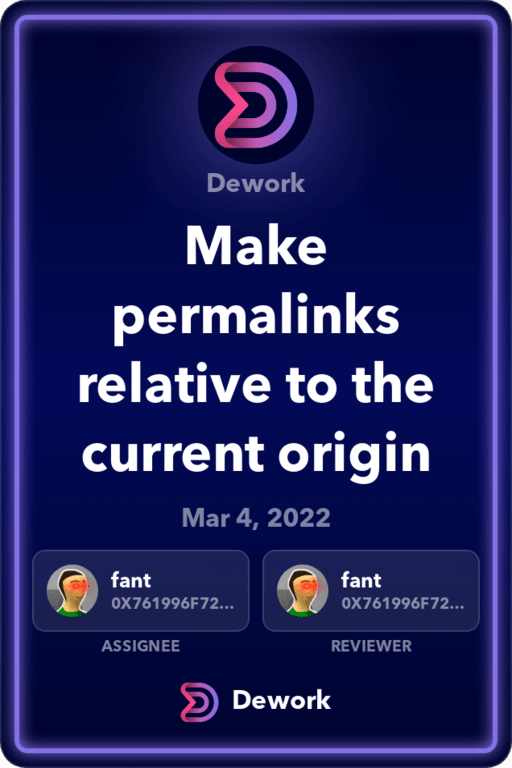 Dework
Make
permalinks
relative to the
current origin
Mar 4, 2022
fant
0X761996F72...
ASSIGNEE
fant
0X761996F72...
REVIEWER
Dework